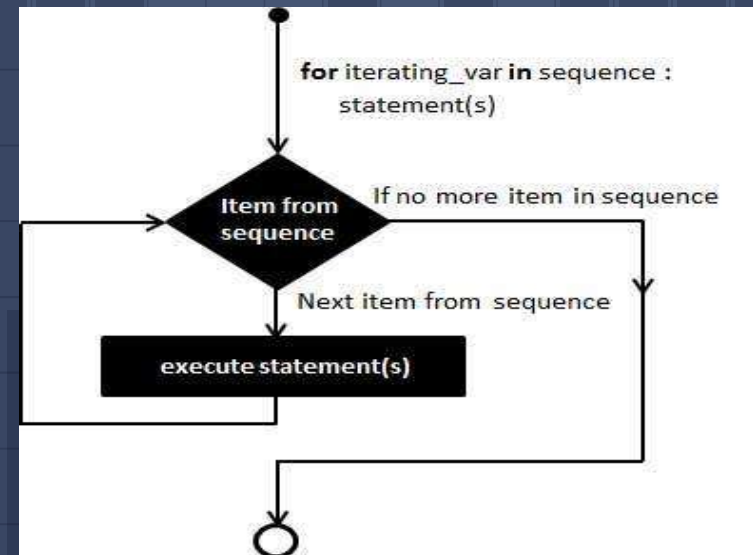 for iterating_var in sequence :
statement(s)
If no more item in sequence
Item from
sequence
Next item from sequence
execute statement(s)